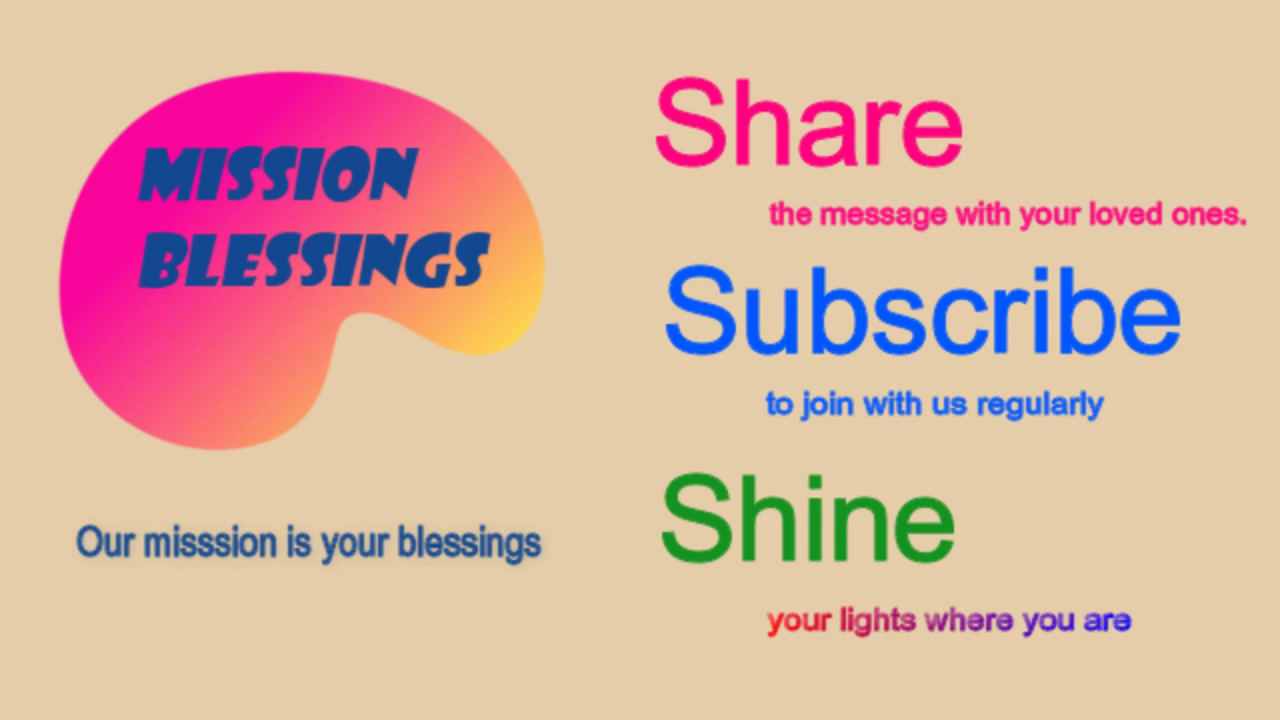 MISSION
BLESSINGS
Our misssion is your blessings
Share
the message with your loved ones.
Subscribe
to join with us regularly
Shine
your lights where you are